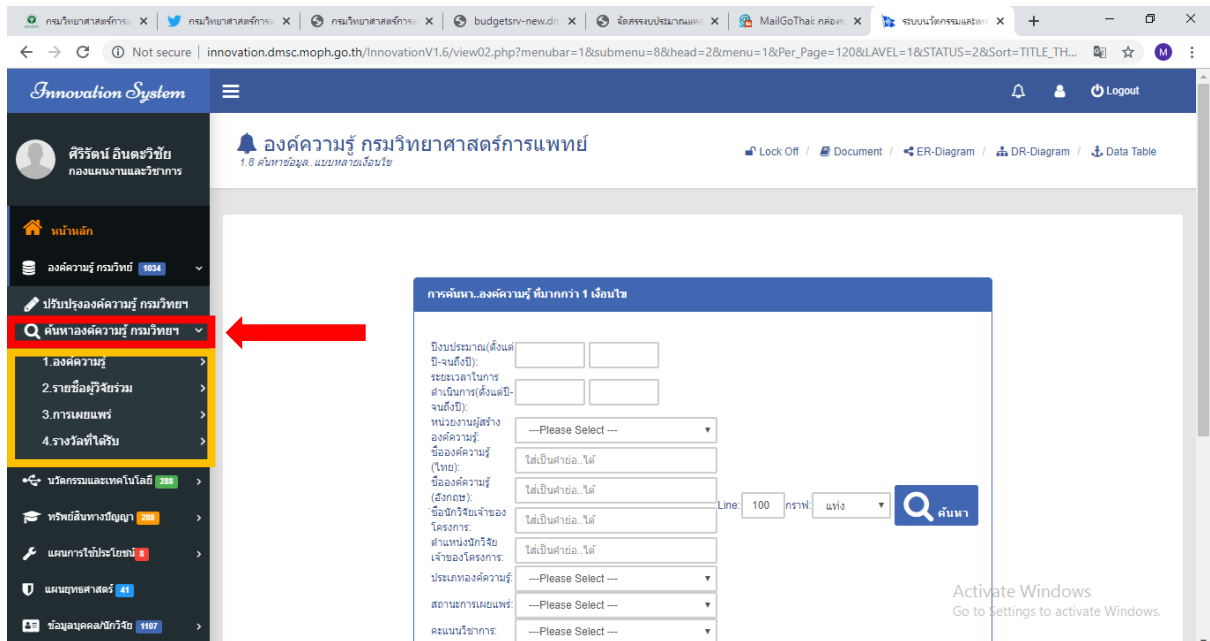 กรมวิทยาศาสตร์การะ
กรมวิทยาศาสตร์การะ
กรมวิทยาศาสตร์การะ
budgetsrv-new.dm
จัดสรรงบประมาณแผ
MailGoThai: กล่อง
ระบบนวัตกรรมและเทค
Not secure
innovation.dmsc.moph.go.th/InnovationV1.6/view02.php?menubar=1&submenu=8&head=2&menu=1&Per_Page=120&LAVEL=1&STATUS=2&Sort=TITLE_TH...
M
Innovation System
Logout
ศิริรัตน์ อินตะวิชัย
กองแผนงานและวิชาการ
องค์ความรู้ กรมวิทยาศาสตร์การแพทย์
1.8 ค้นหาข้อมูล..แบบหลายเงื่อนไข
Lock Off / Document / ER-Diagram / DR-Diagram / Data Table
หน้าหลัก
องค์ความรู้ กรมวิทย์ 1034
ปรับปรุงองค์ความรู้ กรมวิทยฯ
ค้นหาองค์ความรู้ กรมวิทยฯ
1.องค์ความรู้
2.รายชื่อผู้วิจัยร่วม
3.การเผยแพร่
4.รางวัลที่ได้รับ
นวัตกรรมและเทคโนโลยี 288
ทรัพย์สินทางปัญญา 288
แผนการใช้ประโยชน์ 8
แผนยุทธศาสตร์ 41
ข้อมูลบุคคล/นักวิจัย 1107
การค้นหา..องค์ความรู้ ที่มากกว่า 1 เงื่อนไข
ปีงบประมาณ(ตั้งแต่
ปี-จนถึงปี):
ระยะเวลาในการ
ดำเนินการ(ตั้งแต่ปี-
จนถึงปี):
หน่วยงานผู้สร้าง
องค์ความรู้:
---Please Select ---
ชื่อองค์ความรู้
(ไทย):
ใส่เป็นคำย่อ..ได้
ชื่อองค์ความรู้
(อังกฤษ):
ใส่เป็นคำย่อ..ได้
ชื่อนักวิจัยเจ้าของ
โครงการ:
ใส่เป็นคำย่อ..ได้
ตำแหน่งนักวิจัย
เจ้าของโครงการ:
ใส่เป็นคำย่อ..ได้
ประเภทองค์ความรู้:
---Please Select ---
สถานะการเผยแพร่:
---Please Select ---
คะแนนวิชาการ:
---Please Select ---
Line: 100 กราฟ: แท่ง
ค้นหา
Activate Windows
Go to Settings to activate Windows.